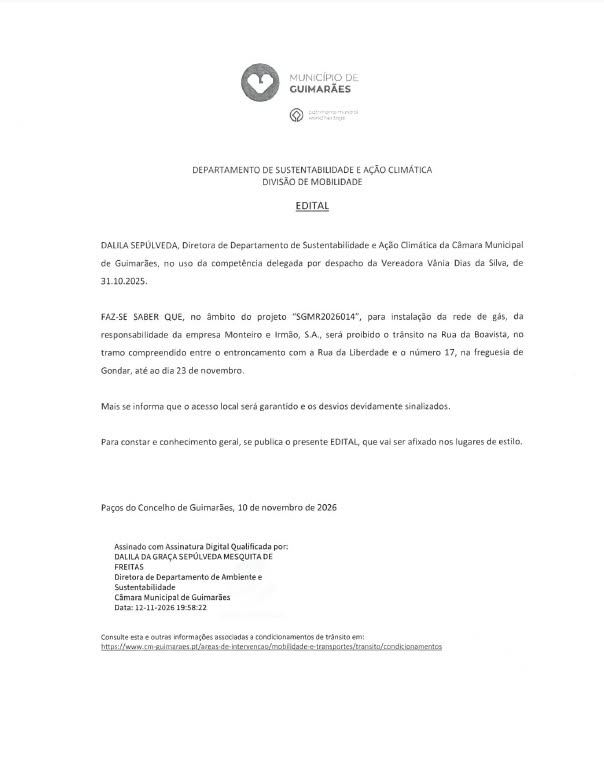 MUNICÍPIO DE
GUIMARÃES
património mundial
world heritage
DEPARTAMENTO DE SUSTENTABILIDADE E AÇÃO CLIMÁTICA
DIVISÃO DE MOBILIDADE
EDITAL
DALILA SEPÚLVEDA, Diretora de Departamento de Sustentabilidade e Ação Climática da Câmara Municipal
de Guimarães, no uso da competência delegada por despacho da Vereadora Vânia Dias da Silva, de
31.10.2025.
FAZ-SE SABER QUE, no âmbito do projeto "SGMR2026014", para instalação da rede de gás, da
responsabilidade da empresa Monteiro e Irmão, S.A., será proibido o trânsito na Rua da Boavista, no
tramo compreendido entre o entroncamento com a Rua da Liberdade e o número 17, na freguesia de
Gondar, até ao dia 23 de novembro.
Mais se informa que o acesso local será garantido e os desvios devidamente sinalizados.
Para constar e conhecimento geral, se publica o presente EDITAL, que vai ser afixado nos lugares de estilo.
Paços do Concelho de Guimarães, 10 de novembro de 2026
Assinado com Assinatura Digital Qualificada por:
DALILA DA GRAÇA SEPÚLVEDA MESQUITA DE
FREITAS
Diretora de Departamento de Ambiente e
Sustentabilidade
Câmara Municipal de Guimarães
Data: 12-11-2026 19:58:22
Consulte esta e outras informações associadas a condicionamentos de trânsito em:
https://www.cm-guimaraes.pt/areas-de-intervencao/mobilidade-e-transportes/transito/condicionamentos